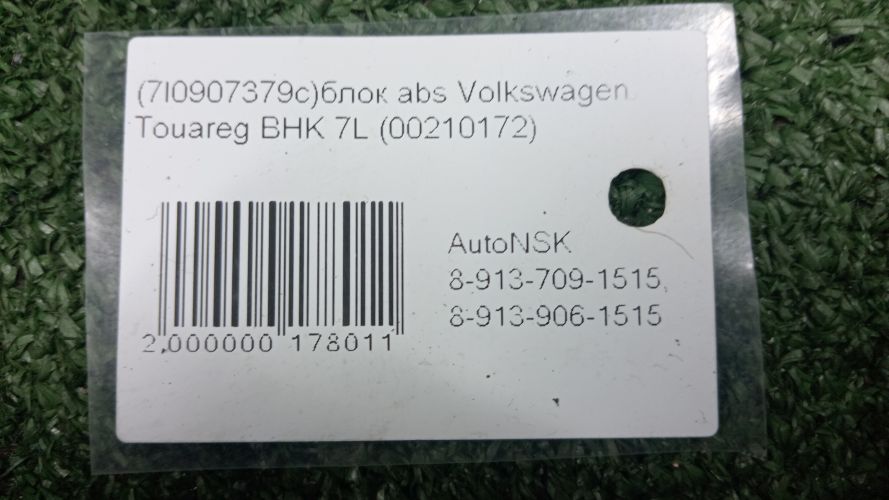 (7l0907379c)блок abs Volkswagen
Touareg BHK 7L (00210172)
AutoNSK
8-913-709-1515,
8-913-906-1515
2 000000 178011